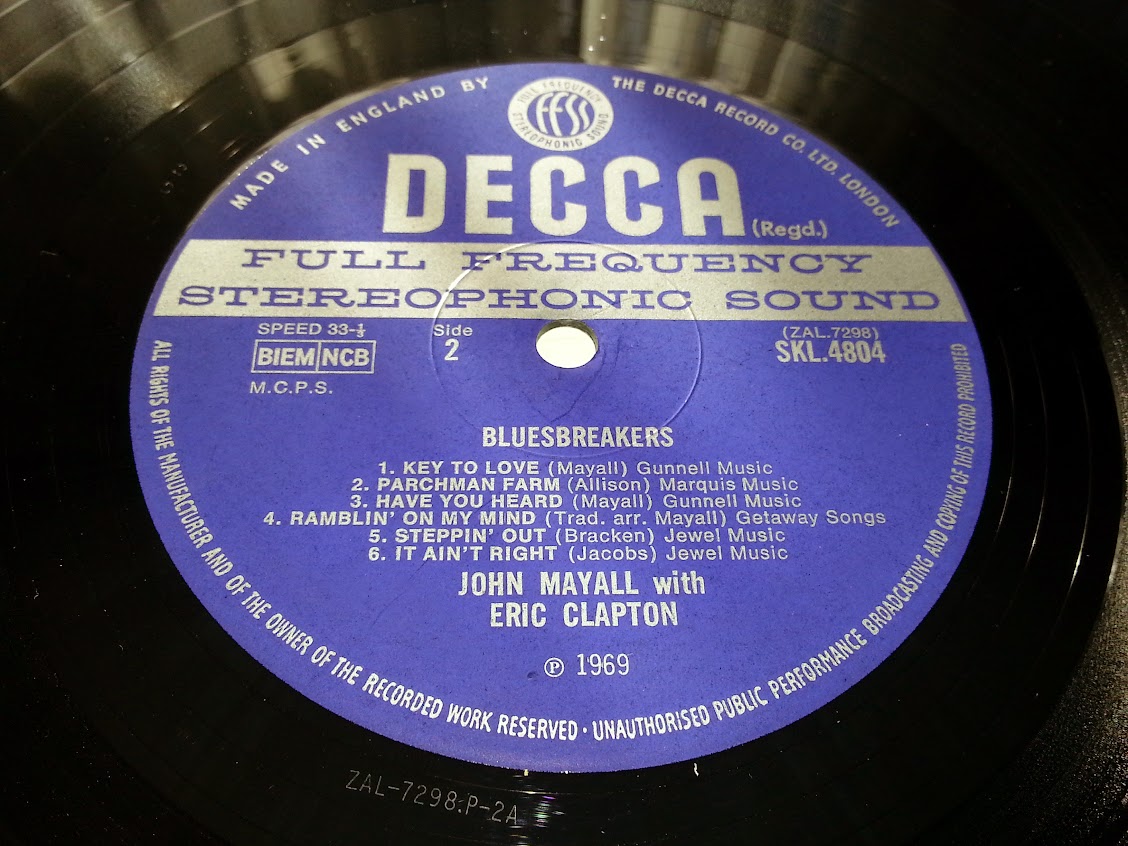 MADE IN ENGLAND BY THE DECCA RECORD CO. LTD. LONDON
FULL FREQUENCY
FFSS
STEREOPHONIC SOUND
DECCA (Regd.)
FULL FREQUENCY
STEREOPHONIC SOUND
SPEED 33-⅓
BIEM NCB
M.C.P.S.
Side
2
(ZAL.7298)
SKL.4804
BLUESBREAKERS
1. KEY TO LOVE (Mayall) Gunnell Music
2. PARCHMAN FARM (Allison) Marquis Music
3. HAVE YOU HEARD (Mayall) Gunnell Music
4. RAMBLIN' ON MY MIND (Trad. arr. Mayall) Getaway Songs
5. STEPPIN' OUT (Bracken) Jewel Music
6. IT AIN'T RIGHT (Jacobs) Jewel Music
JOHN MAYALL with
ERIC CLAPTON
℗ 1969
ALL RIGHTS OF THE MANUFACTURER AND OF THE OWNER OF THE RECORDED WORK RESERVED · UNAUTHORISED PUBLIC PERFORMANCE BROADCASTING AND COPYING OF THIS RECORD PROHIBITED
ZAL-7298.P-2A